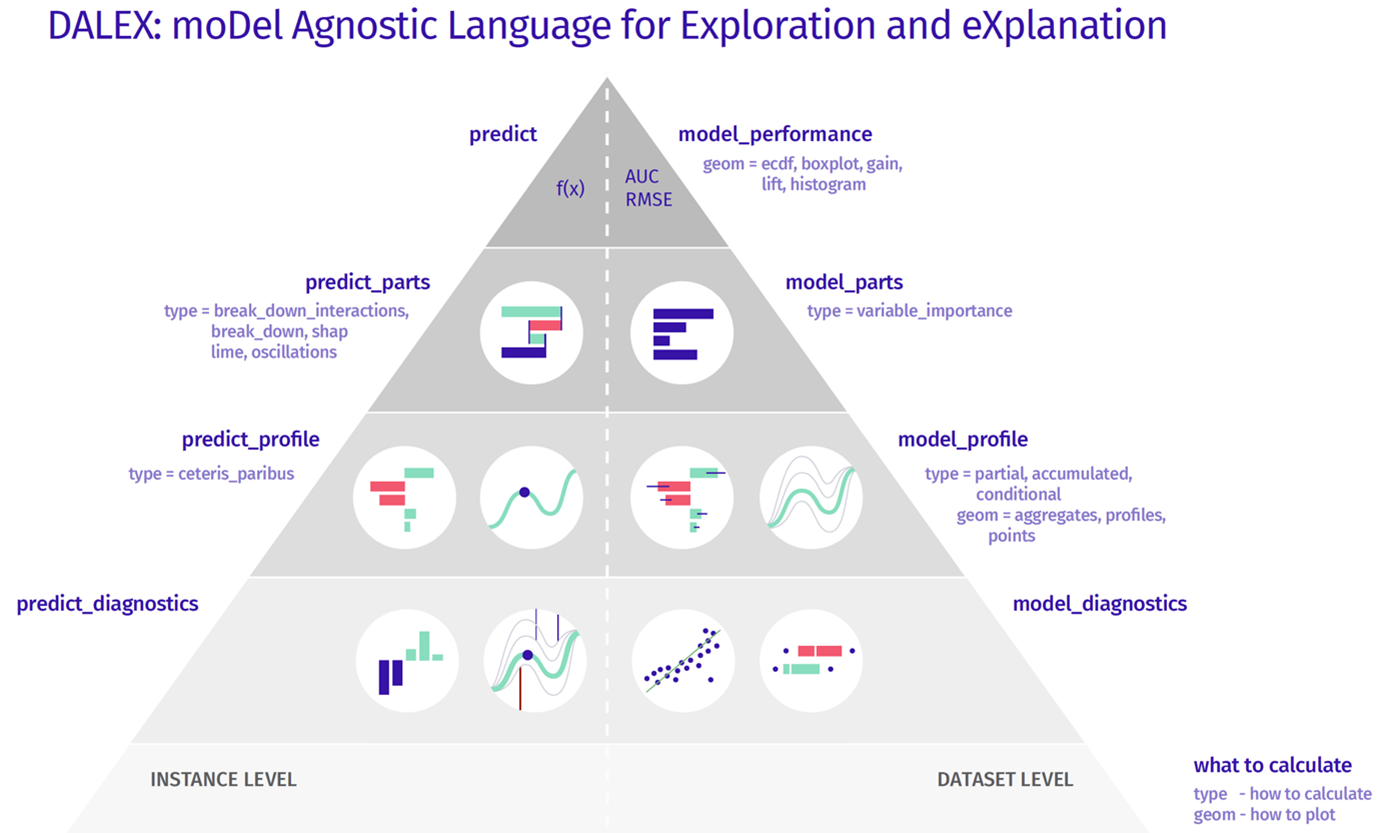 DALEX: moDel Agnostic Language for Exploration and eXplanation
predict
model_performance
geom = ecdf, boxplot, gain,
lift, histogram
f(x)
AUC
RMSE
predict_parts
type = break_down_interactions,
break_down, shap
lime, oscillations
model_parts
type = variable_importance
predict_profile
type = ceteris_paribus
model_profile
type = partial, accumulated,
conditional
geom = aggregates, profiles,
points
predict_diagnostics
model_diagnostics
INSTANCE LEVEL
DATASET LEVEL
what to calculate
type - how to calculate
geom - how to plot